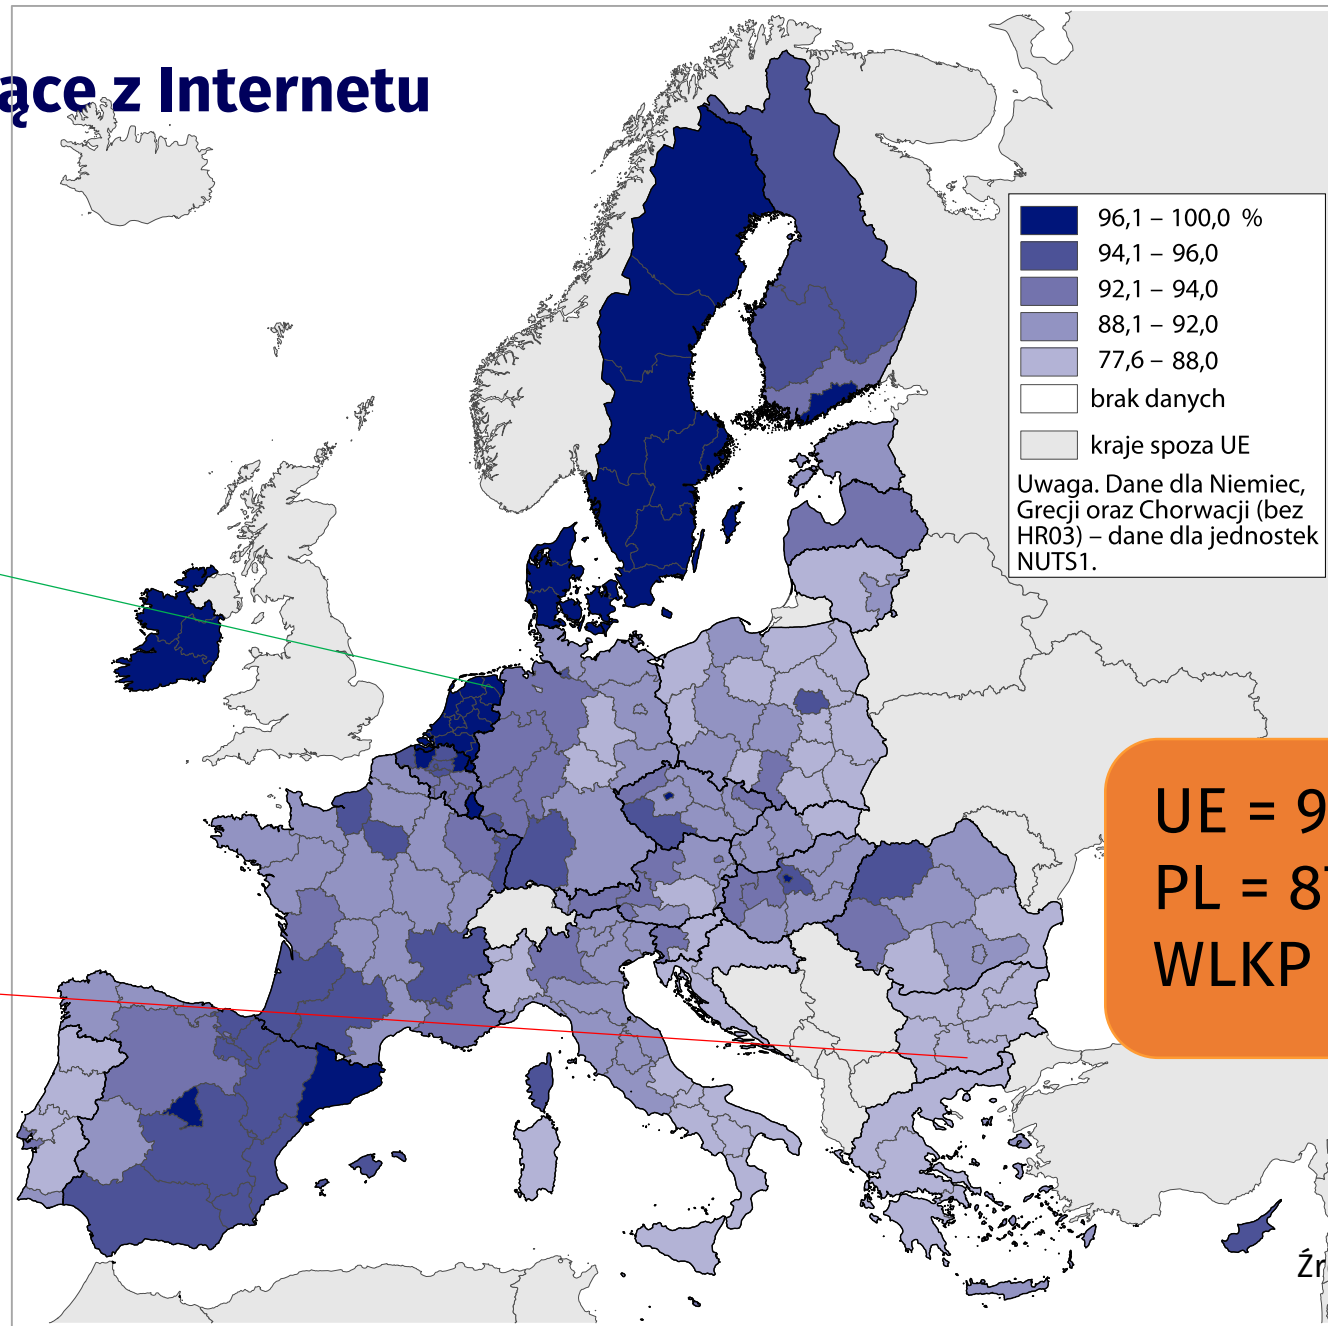 ące z Internetu
96,1 – 100,0 %
94,1 – 96,0
92,1 – 94,0
88,1 – 92,0
77,6 – 88,0
brak danych
kraje spoza UE
Uwaga. Dane dla Niemiec,
Grecji oraz Chorwacji (bez
HR03) – dane dla jednostek
NUTS1.
UE = 9
PL = 8
WLKP
Źr